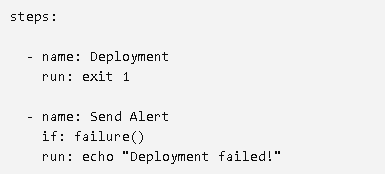 steps:
  - name: Deployment
    run: exit 1
  - name: Send Alert
    if: failure()
    run: echo "Deployment failed!"